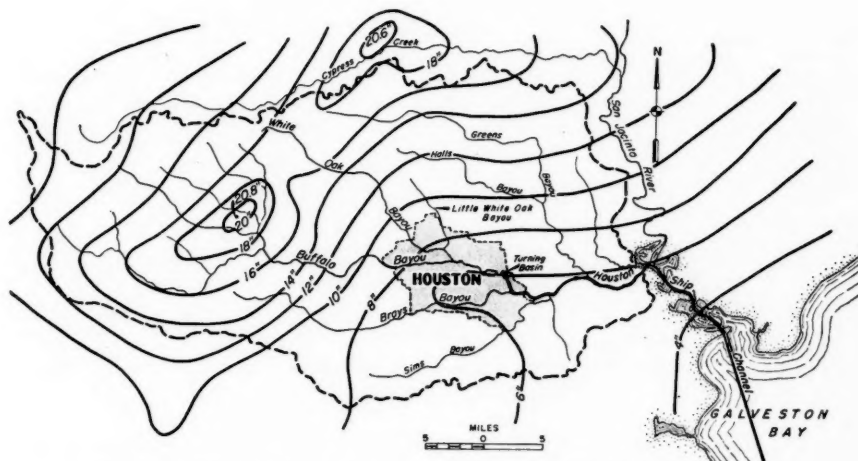 20.6"
Cypress Creek
18"
N
San Jacinto River
White Oak Bayou
Greens Bayou
Halls Bayou
Little White Oak
Bayou
20.8"
20"
18"
16"
14"
12"
10"
8"
6"
4"
Buffalo Bayou
Turning
Basin
HOUSTON
Houston Ship Channel
Brays Bayou
Sims Bayou
GALVESTON
BAY
MILES
5 0 5